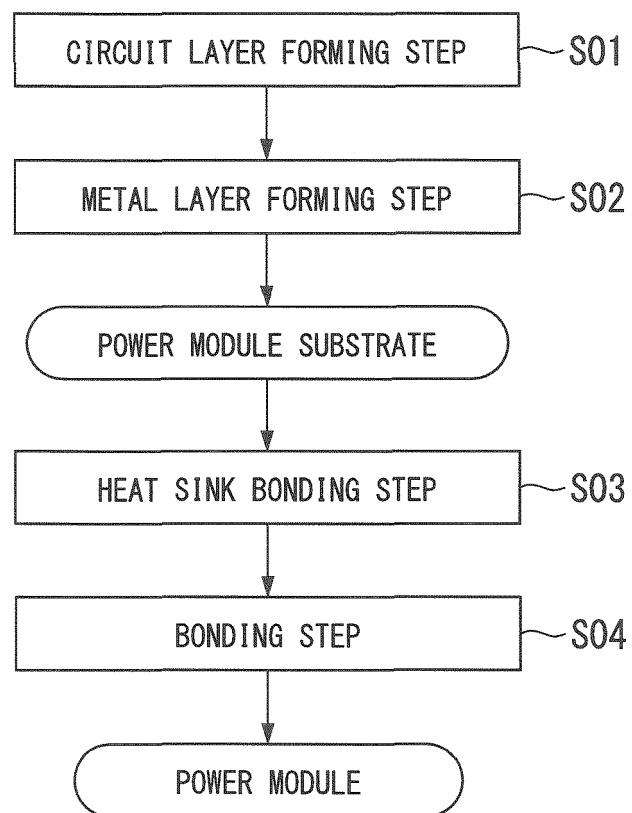 CIRCUIT LAYER FORMING STEP S01
METAL LAYER FORMING STEP S02
POWER MODULE SUBSTRATE
HEAT SINK BONDING STEP S03
BONDING STEP S04
POWER MODULE